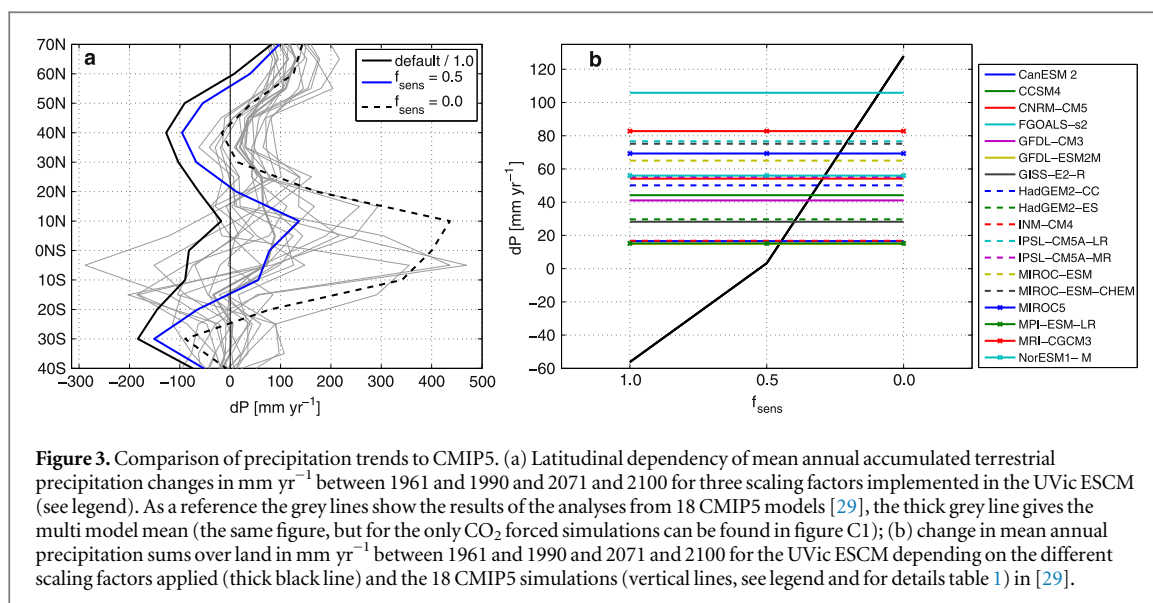 a
default / 1.0
f_sens = 0.5
f_sens = 0.0
70N
60N
50N
40N
30N
20N
10N
0NS
10S
20S
30S
40S
−300 −200 −100 0 100 200 300 400 500
dP [mm yr⁻¹]
b
120
100
80
60
40
20
0
−20
−40
−60
dP [mm yr⁻¹]
1.0 0.5 0.0
f_sens
CanESM 2
CCSM4
CNRM−CM5
FGOALS−s2
GFDL−CM3
GFDL−ESM2M
GISS−E2−R
HadGEM2−CC
HadGEM2−ES
INM−CM4
IPSL−CM5A−LR
IPSL−CM5A−MR
MIROC−ESM
MIROC−ESM−CHEM
MIROC5
MPI−ESM−LR
MRI−CGCM3
NorESM1− M
Figure 3. Comparison of precipitation trends to CMIP5. (a) Latitudinal dependency of mean annual accumulated terrestrial
precipitation changes in mm yr⁻¹ between 1961 and 1990 and 2071 and 2100 for three scaling factors implemented in the UVic ESCM
(see legend). As a reference the grey lines show the results of the analyses from 18 CMIP5 models [29], the thick grey line gives the
multi model mean (the same figure, but for the only CO₂ forced simulations can be found in figure C1); (b) change in mean annual
precipitation sums over land in mm yr⁻¹ between 1961 and 1990 and 2071 and 2100 for the UVic ESCM depending on the different
scaling factors applied (thick black line) and the 18 CMIP5 simulations (vertical lines, see legend and for details table 1) in [29].